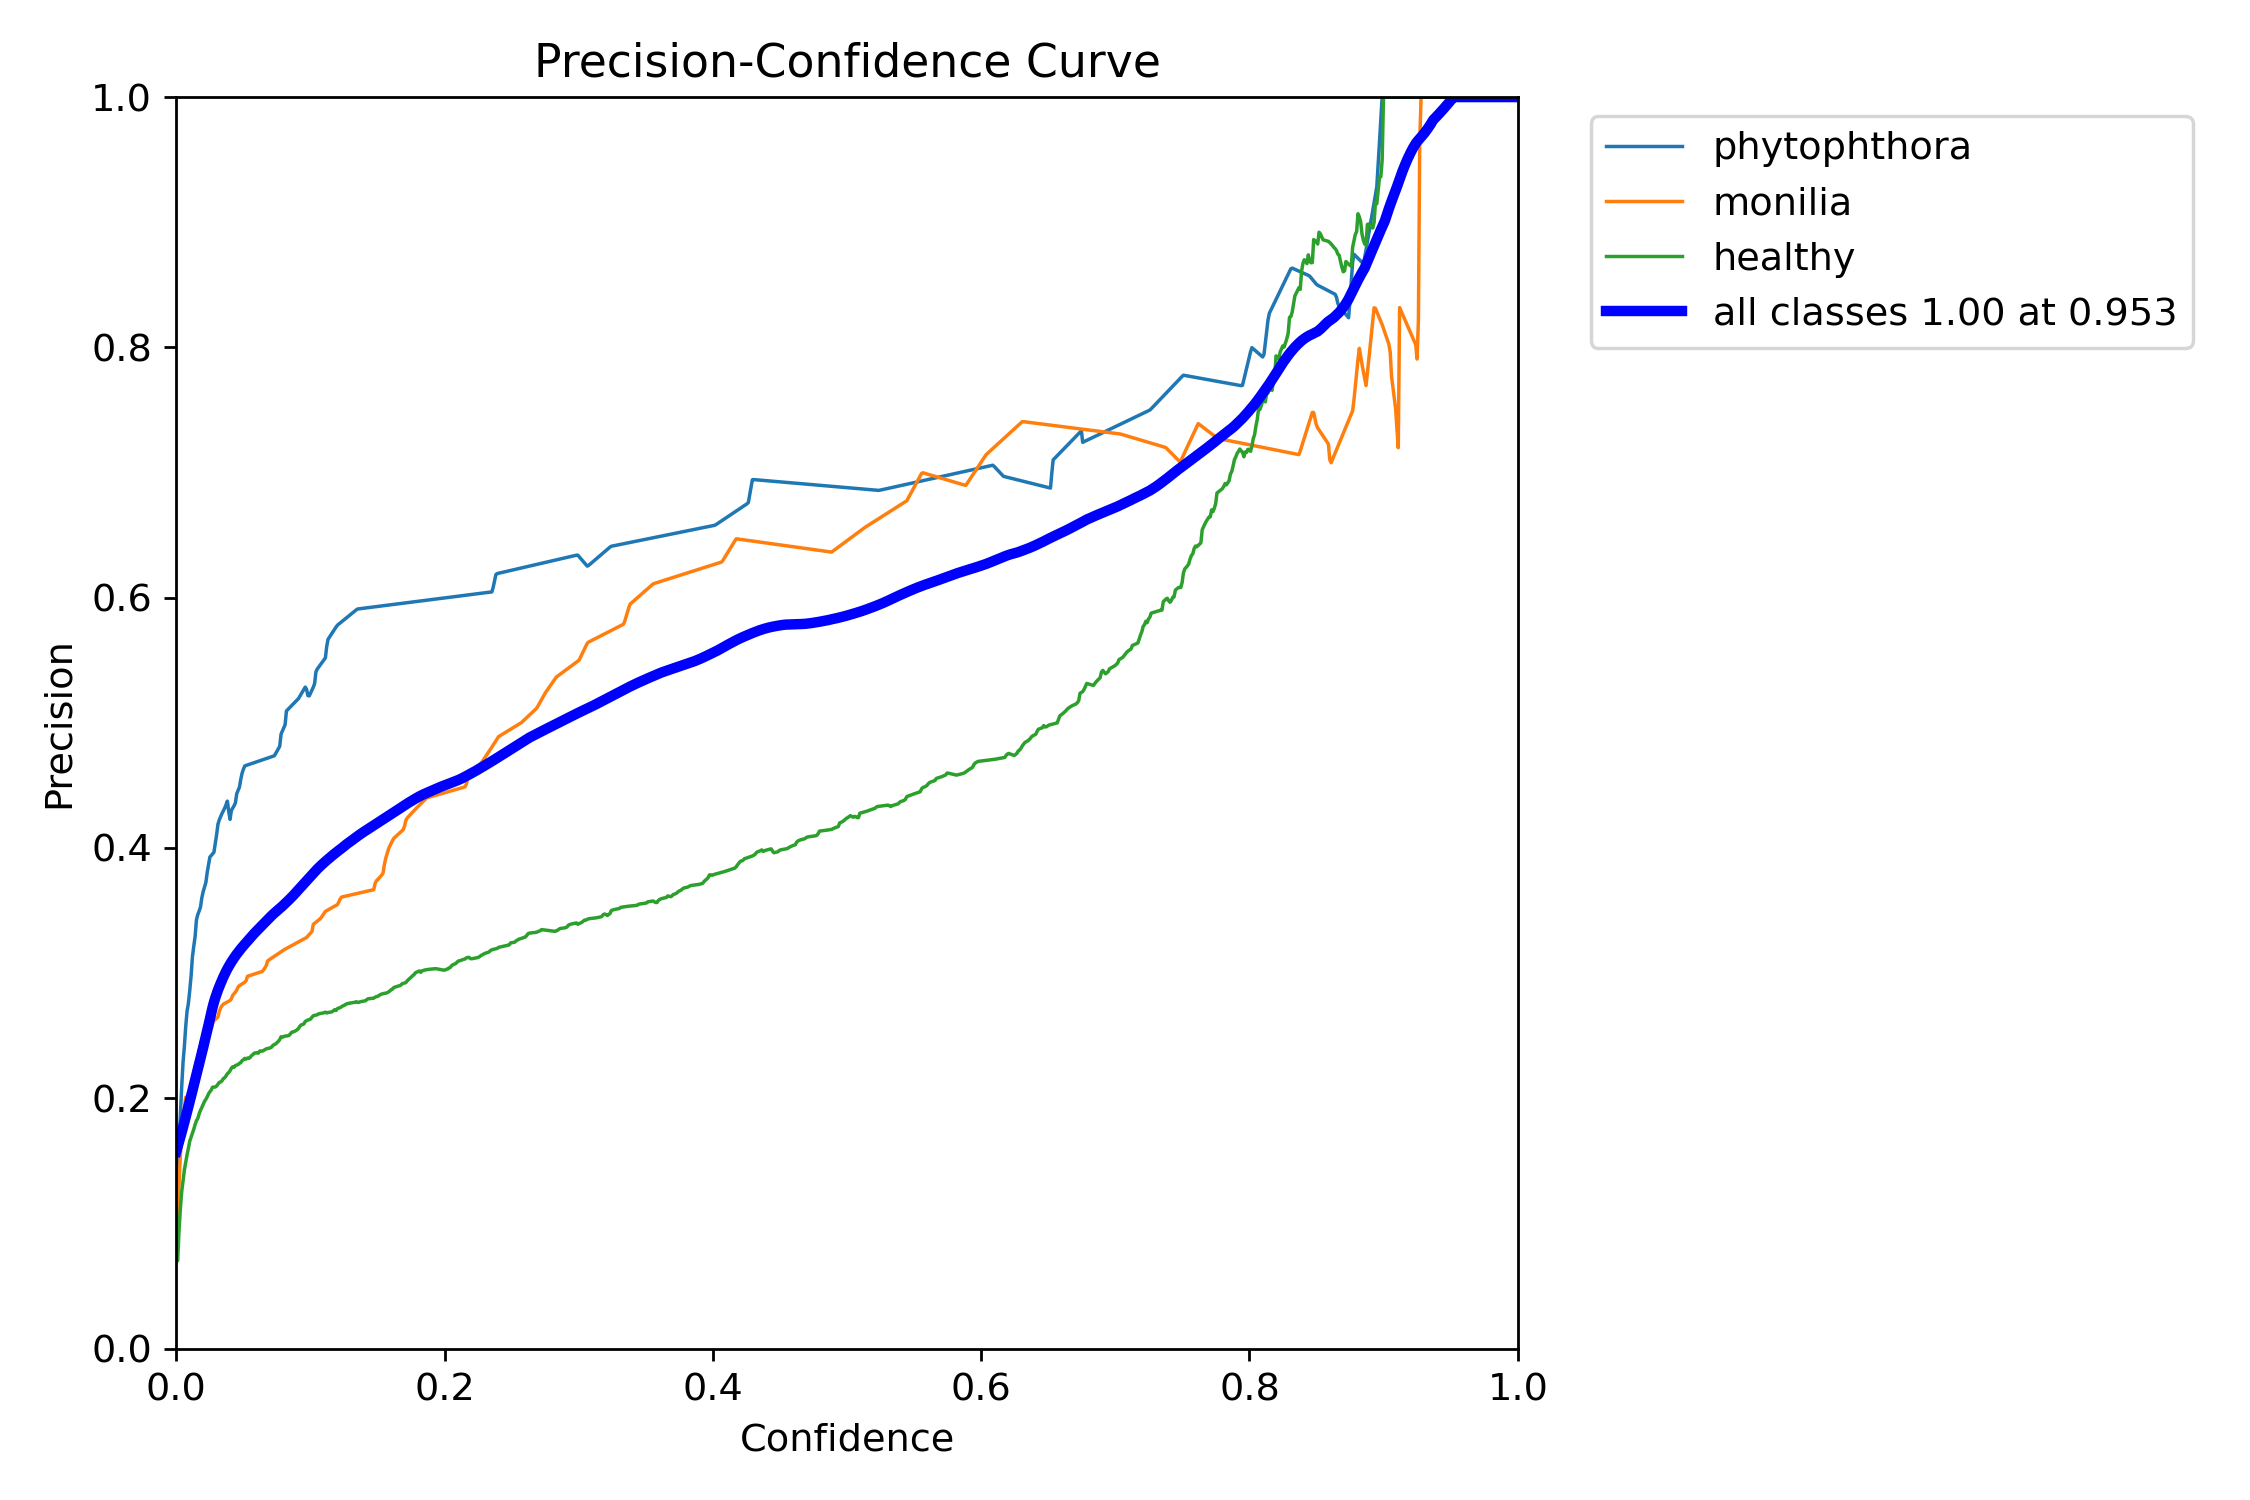 Precision-Confidence Curve
1.0
0.8
0.6
0.4
0.2
0.0
Precision
0.0 0.2 0.4 0.6 0.8 1.0
Confidence
phytophthora
monilia
healthy
all classes 1.00 at 0.953